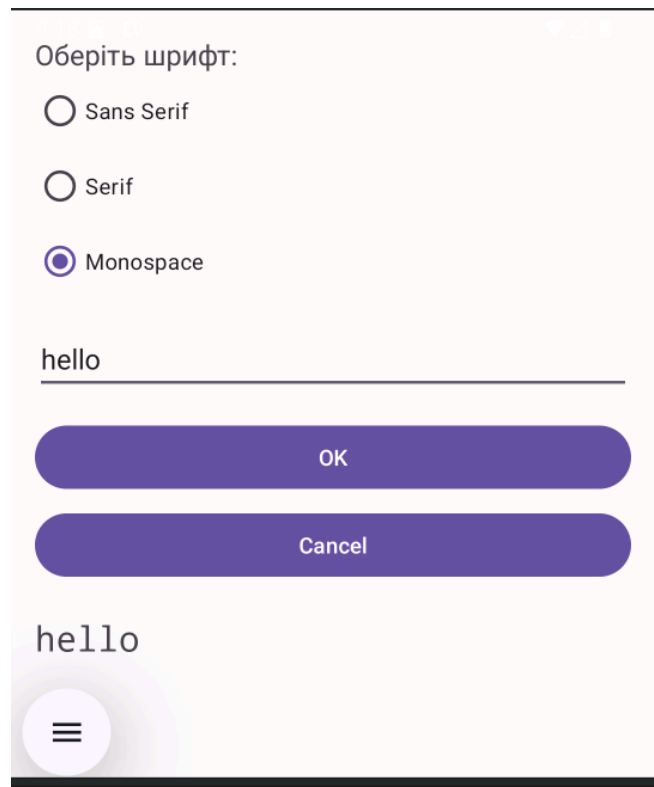 Оберіть шрифт:
Sans Serif
Serif
Monospace
hello
OK
Cancel
hello